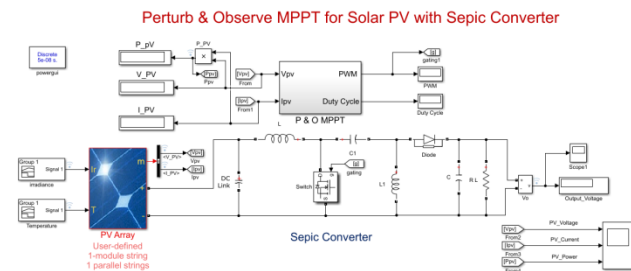 Perturb & Observe MPPT for Solar PV with Sepic Converter
P_pV
P_PV
×
Discrete
5e-08 s.
powergui
[Ppv]
Ppv
V_PV
[Vpv]
From
Vpv
PWM
[g]
gating1
PWM
I_PV
[Ipv]
From1
Ipv
Duty Cycle
Duty Cycle
P & O MPPT
L
C1
Diode
Group 1
Signal 1
irradiance
Ir
m
<V_PV>
[Vpv]
Vpv
<I_PV>
[Ipv]
Ipv
+
-
DC
Link
Switch
[g]
gating
L1
C
R L
+
-
Vo
Scope1
Output_Voltage
Group 1
Signal 1
Temperature
T
PV Array
User-defined
1-module string
1 parallel strings
Sepic Converter
[Vpv]
From2
PV_Voltage
[Ipv]
From3
PV_Current
[Ppv]
PV_Power